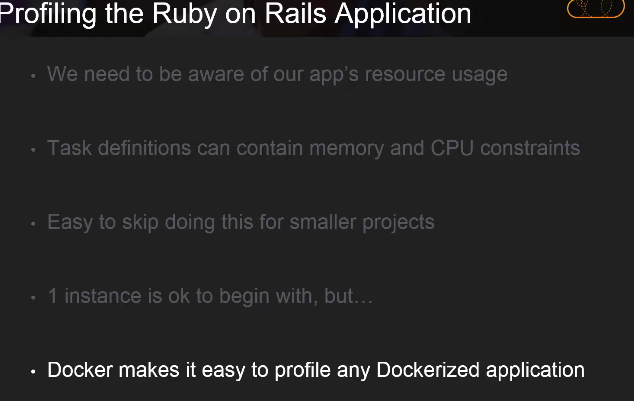 Profiling the Ruby on Rails Application
• We need to be aware of our app's resource usage
• Task definitions can contain memory and CPU constraints
• Easy to skip doing this for smaller projects
• 1 instance is ok to begin with, but…
• Docker makes it easy to profile any Dockerized application